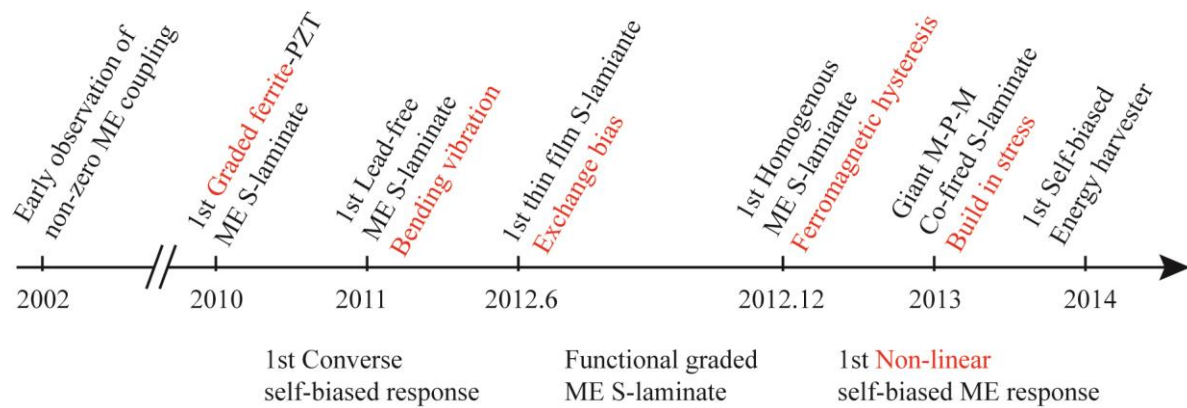 Early observation of
non-zero ME coupling
1st Graded ferrite-PZT
ME S-laminate
1st Lead-free
ME S-laminate
Bending vibration
1st thin film S-lamiante
Exchange bias
1st Homogenous
ME S-lamiante
Ferromagnetic hysteresis
Giant M-P-M
Co-fired S-laminate
Build in stress
1st Self-biased
Energy harvester
2002
2010
2011
2012.6
2012.12
2013
2014
1st Converse
self-biased response
Functional graded
ME S-laminate
1st Non-linear
self-biased ME response